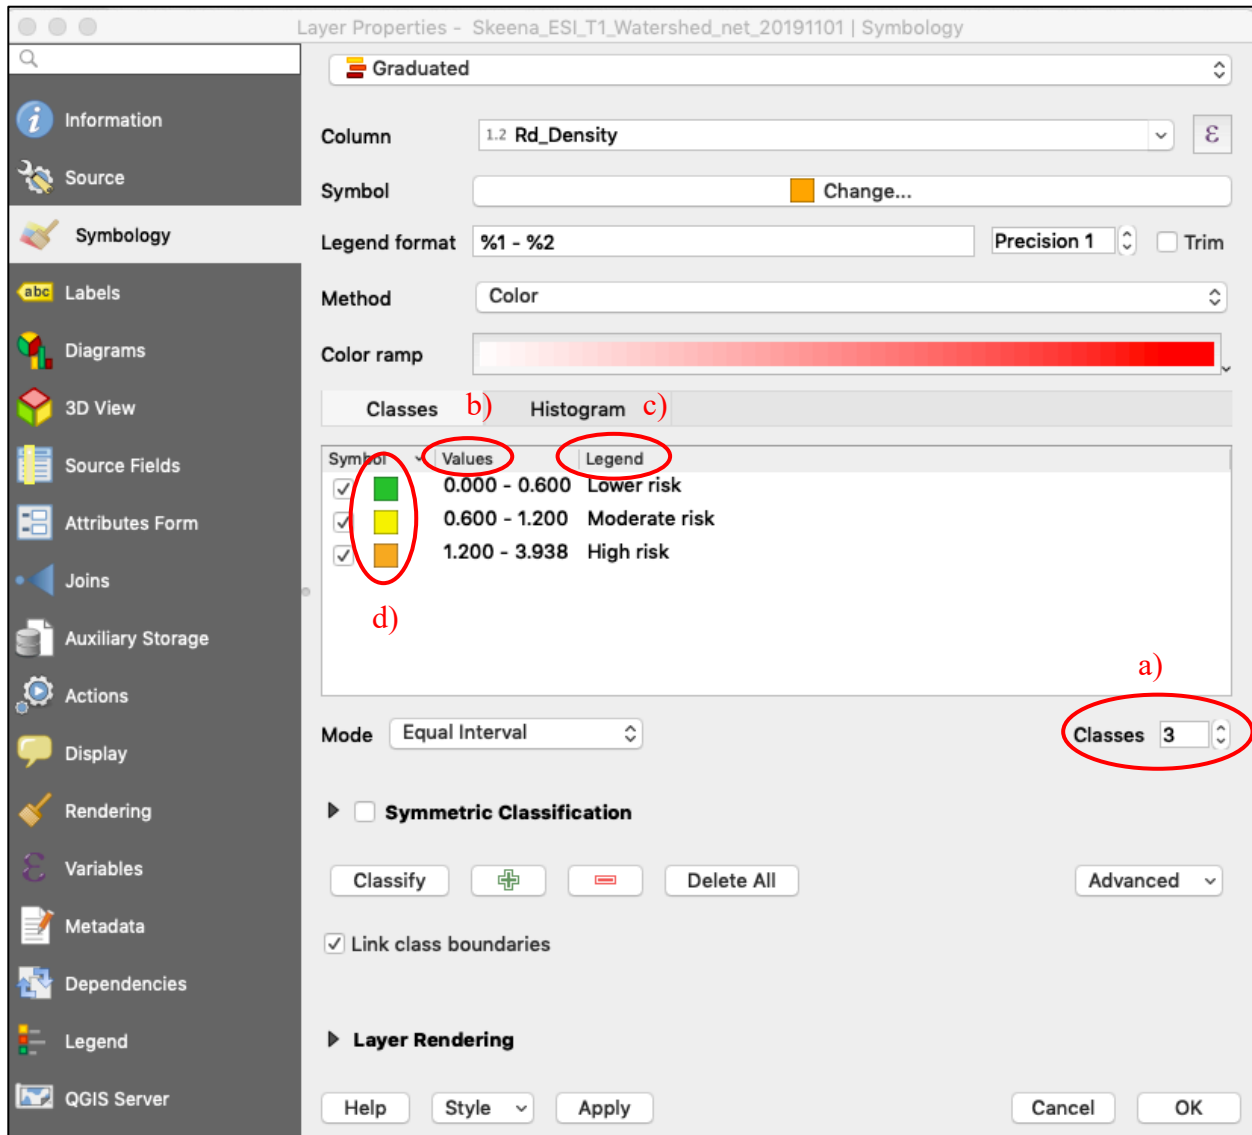 Layer Properties - Skeena_ESI_T1_Watershed_net_20191101 | Symbology
Information
Source
Symbology
abc Labels
Diagrams
3D View
Source Fields
Attributes Form
Joins
Auxiliary Storage
Actions
Display
Rendering
Variables
Metadata
Dependencies
Legend
QGIS Server
Graduated
Column 1.2 Rd_Density ε
Symbol Change...
Legend format %1 - %2 Precision 1 Trim
Method Color
Color ramp
Classes b) Histogram c)
Symbol Values Legend
0.000 - 0.600 Lower risk
0.600 - 1.200 Moderate risk
1.200 - 3.938 High risk
d)
a)
Mode Equal Interval Classes 3
Symmetric Classification
Classify Delete All Advanced
Link class boundaries
Layer Rendering
Help Style Apply Cancel OK